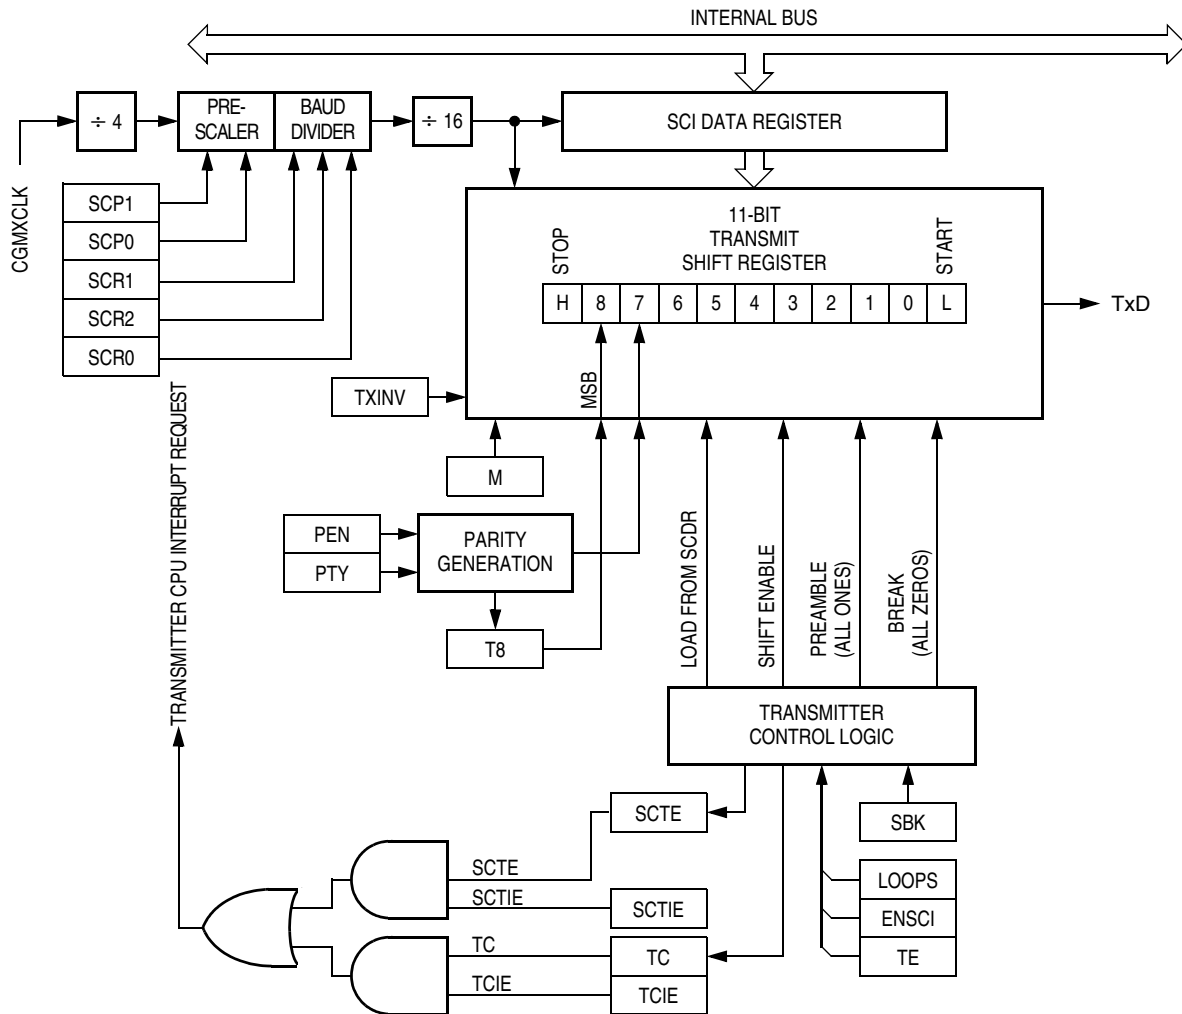 INTERNAL BUS
÷ 4
PRE-
SCALER
BAUD
DIVIDER
÷ 16
SCI DATA REGISTER
CGMXCLK
SCP1
SCP0
SCR1
SCR2
SCR0
11-BIT
TRANSMIT
SHIFT REGISTER
STOP
START
H 8 7 6 5 4 3 2 1 0 L
TxD
MSB
TXINV
M
PEN
PTY
PARITY
GENERATION
T8
LOAD FROM SCDR
SHIFT ENABLE
PREAMBLE
(ALL ONES)
BREAK
(ALL ZEROS)
TRANSMITTER CPU INTERRUPT REQUEST
TRANSMITTER
CONTROL LOGIC
SCTE
SBK
SCTE
SCTIE
SCTIE
LOOPS
ENSCI
TE
TC
TC
TCIE
TCIE